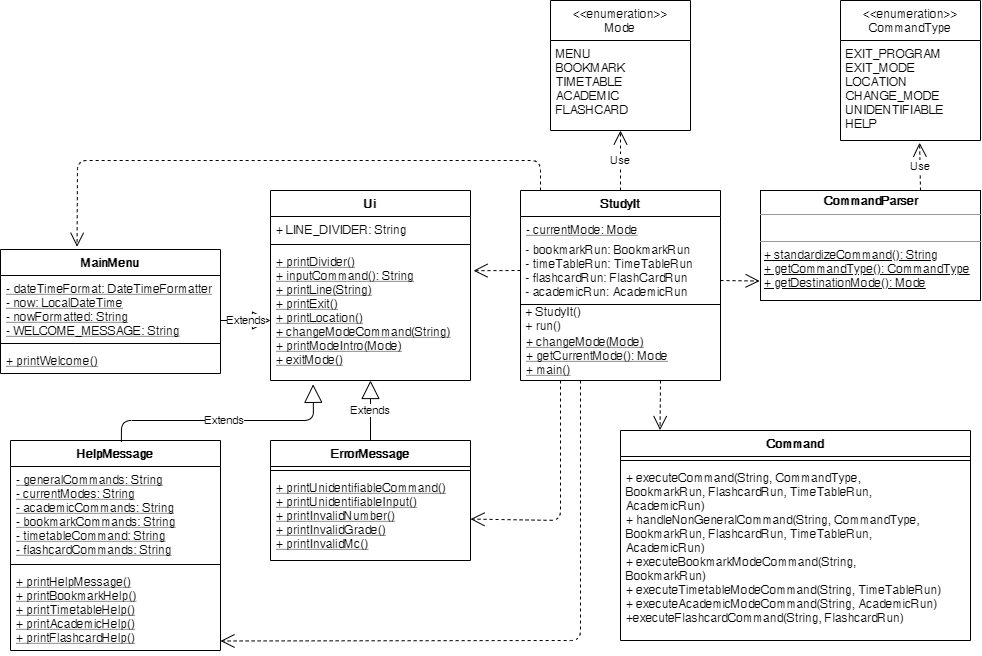 <<enumeration>>
Mode
MENU
BOOKMARK
TIMETABLE
ACADEMIC
FLASHCARD
<<enumeration>>
CommandType
EXIT_PROGRAM
EXIT_MODE
LOCATION
CHANGE_MODE
UNIDENTIFIABLE
HELP
Use
Use
MainMenu
- dateTimeFormat: DateTimeFormatter
- now: LocalDateTime
- nowFormatted: String
- WELCOME_MESSAGE: String
+ printWelcome()
Extends
Ui
+ LINE_DIVIDER: String
+ printDivider()
+ inputCommand(): String
+ printLine(String)
+ printExit()
+ printLocation()
+ changeModeCommand(String)
+ printModeIntro(Mode)
+ exitMode()
StudyIt
- currentMode: Mode
- bookmarkRun: BookmarkRun
- timeTableRun: TimeTableRun
- flashcardRun: FlashCardRun
- academicRun: AcademicRun
+ StudyIt()
+ run()
+ changeMode(Mode)
+ getCurrentMode(): Mode
+ main()
CommandParser
+ standardizeCommand(): String
+ getCommandType(): CommandType
+ getDestinationMode(): Mode
Extends
Extends
HelpMessage
- generalCommands: String
- currentModes: String
- academicCommands: String
- bookmarkCommands: String
- timetableCommand: String
- flashcardCommands: String
+ printHelpMessage()
+ printBookmarkHelp()
+ printTimetableHelp()
+ printAcademicHelp()
+ printFlashcardHelp()
ErrorMessage
+ printUnidentifiableCommand()
+ printUnidentifiableInput()
+ printInvalidNumber()
+ printInvalidGrade()
+ printInvalidMc()
Command
+ executeCommand(String, CommandType,
BookmarkRun, FlashcardRun, TimeTableRun,
AcademicRun)
+ handleNonGeneralCommand(String, CommandType,
BookmarkRun, FlashcardRun, TimeTableRun,
AcademicRun)
+ executeBookmarkModeCommand(String,
BookmarkRun)
+ executeTimetableModeCommand(String, TimeTableRun)
+ executeAcademicModeCommand(String, AcademicRun)
+executeFlashcardCommand(String, FlashcardRun)